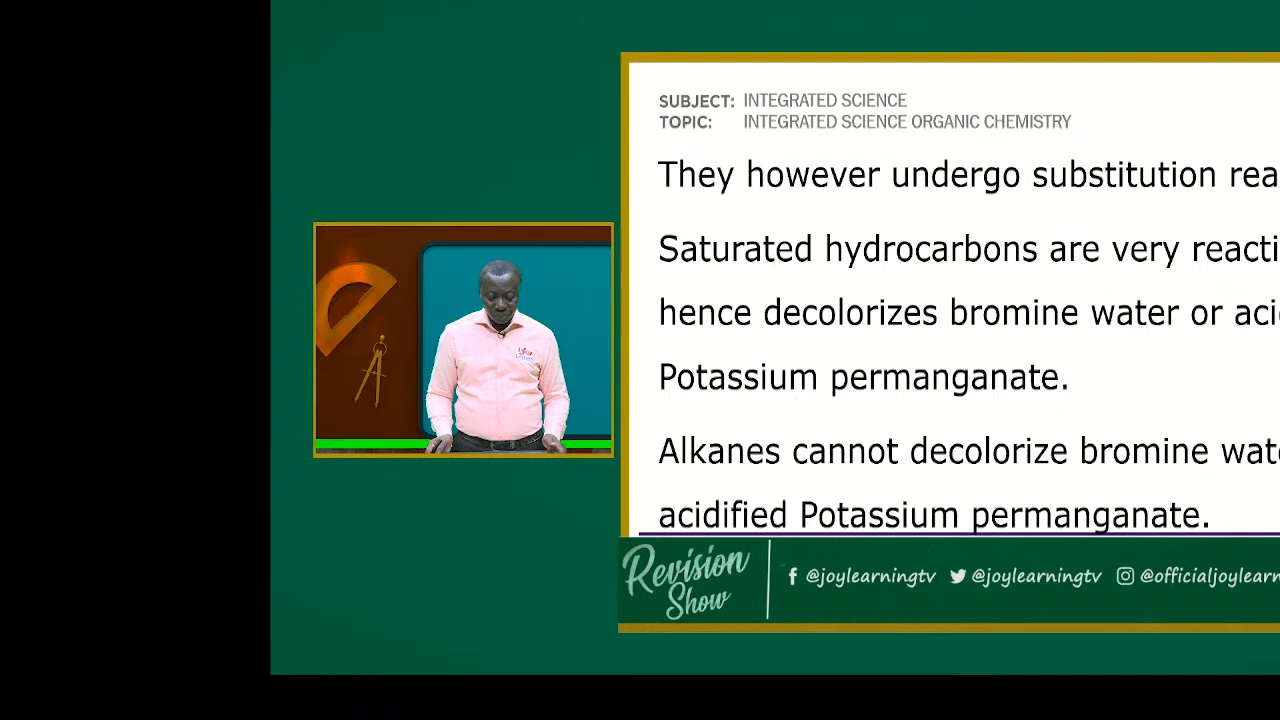 SUBJECT: INTEGRATED SCIENCE
TOPIC: INTEGRATED SCIENCE ORGANIC CHEMISTRY
They however undergo substitution rea
Saturated hydrocarbons are very reacti
hence decolorizes bromine water or aci
Potassium permanganate.
Alkanes cannot decolorize bromine wat
acidified Potassium permanganate.
Revision
Show
@joylearningtv @joylearningtv @officialjoylearn